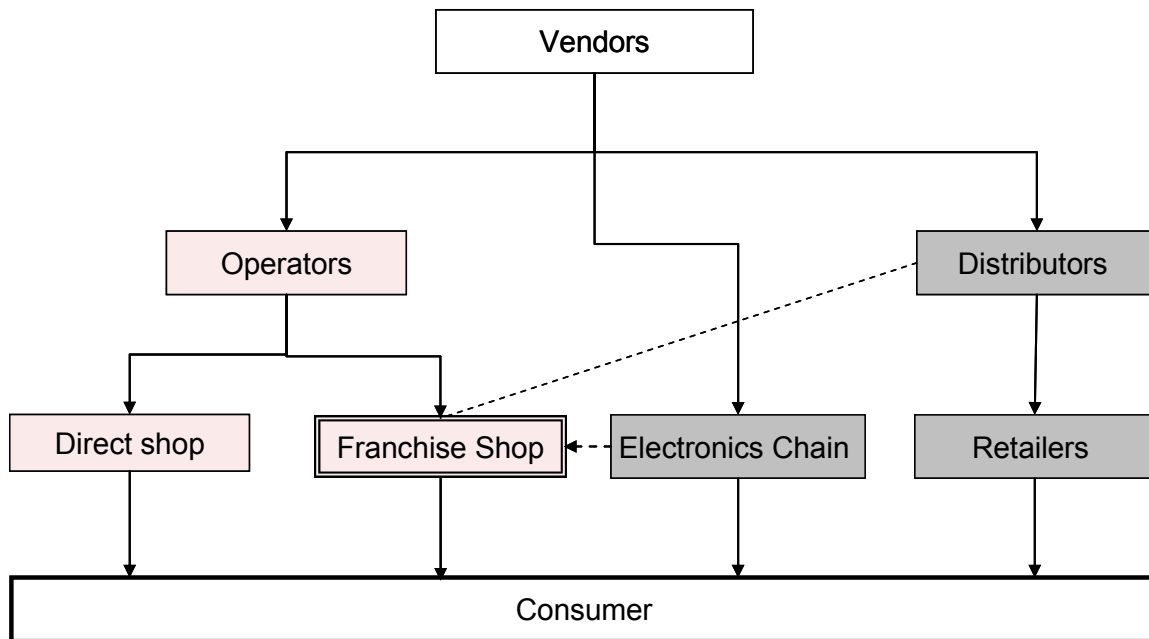 Vendors
Operators
Distributors
Direct shop
Franchise Shop
Electronics Chain
Retailers
Consumer